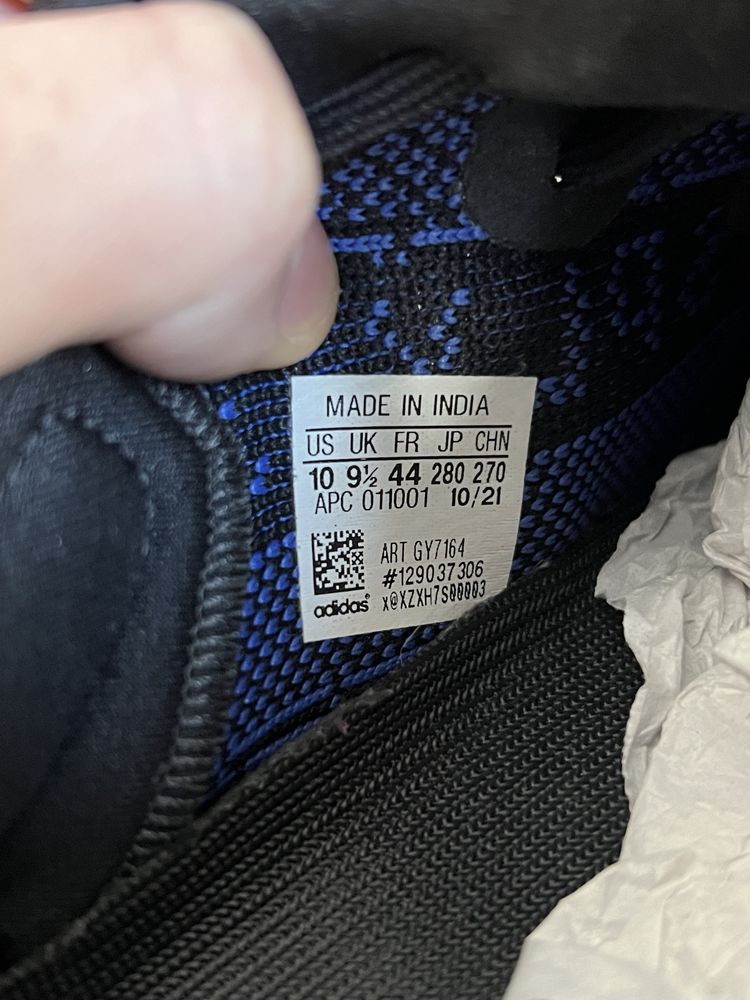 MADE IN INDIA
US UK FR JP CHN
10 9½ 44 280 270
APC 011001 10/21
ART GY7164
#129037306
x@XZXH7S00003
adidas®